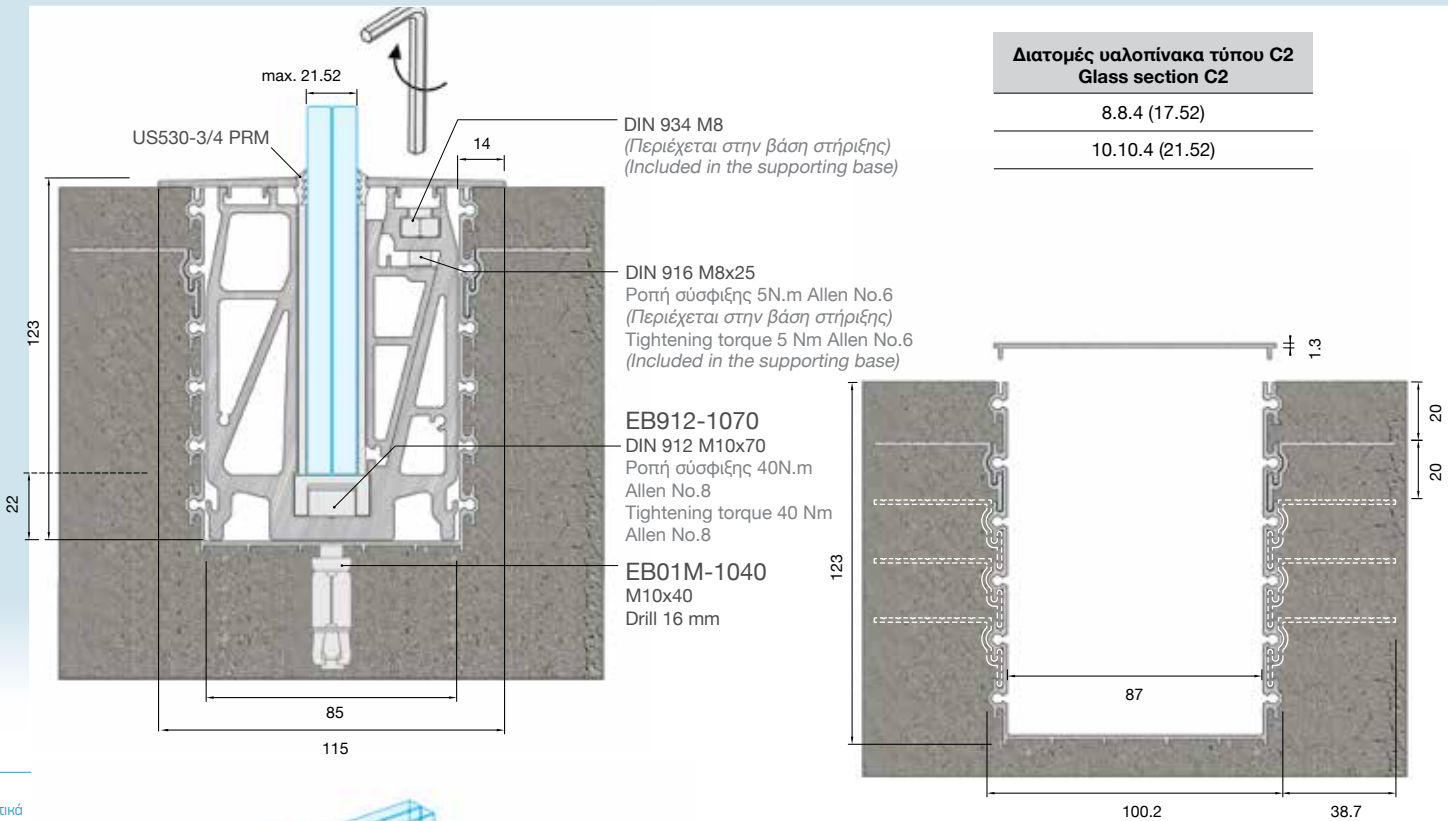 max. 21.52
US530-3/4 PRM
14
123
22
85
115
DIN 934 M8
(Περιέχεται στην βάση στήριξης)
(Included in the supporting base)
DIN 916 M8x25
Ροπή σύσφιξης 5N.m Allen No.6
(Περιέχεται στην βάση στήριξης)
Tightening torque 5 Nm Allen No.6
(Included in the supporting base)
EB912-1070
DIN 912 M10x70
Ροπή σύσφιξης 40N.m
Allen No.8
Tightening torque 40 Nm
Allen No.8
EB01M-1040
M10x40
Drill 16 mm
Διατομές υαλοπίνακα τύπου C2
Glass section C2
8.8.4 (17.52)
10.10.4 (21.52)
1.3
20
20
123
87
100.2
38.7
τικά